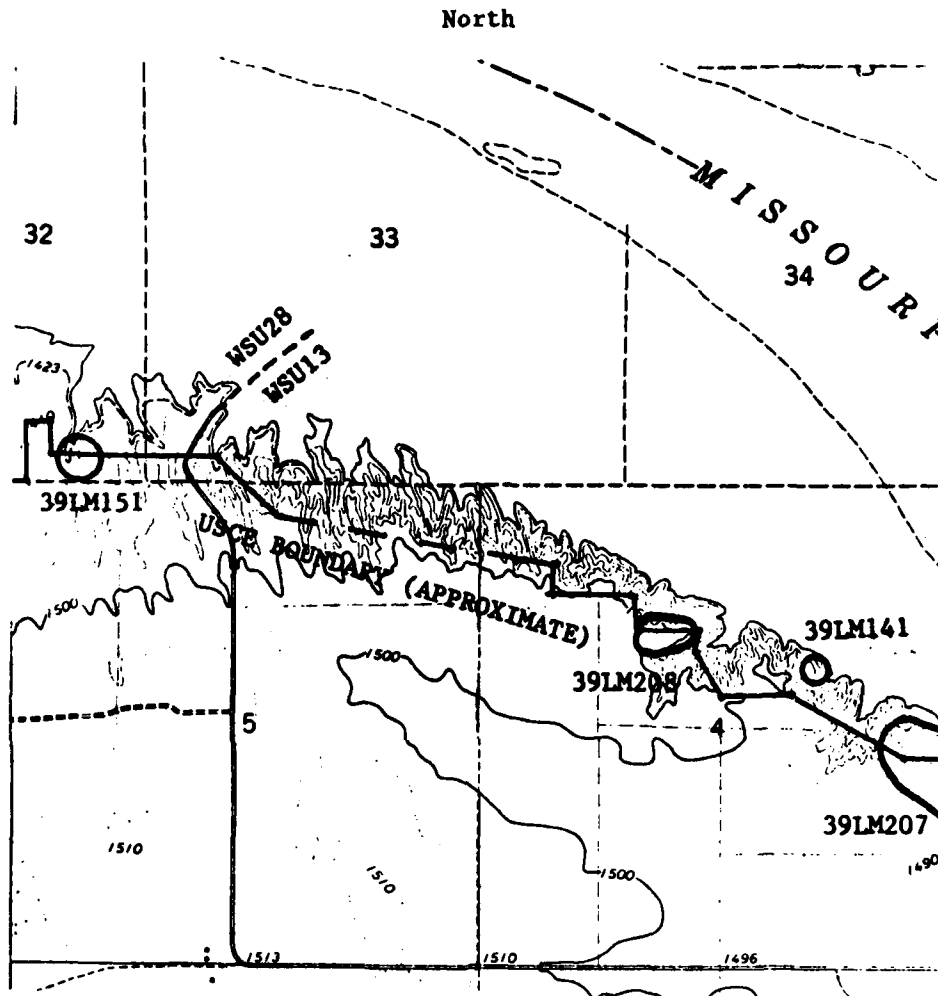 North
MISSOURI
32
33
34
WSU28
WSU13
1423
39LM151
USCE BOUNDARY (APPROXIMATE)
1500
39LM141
1500
39LM208
5
4
39LM207
1510
1510
1500
1490
1513
1510
1496